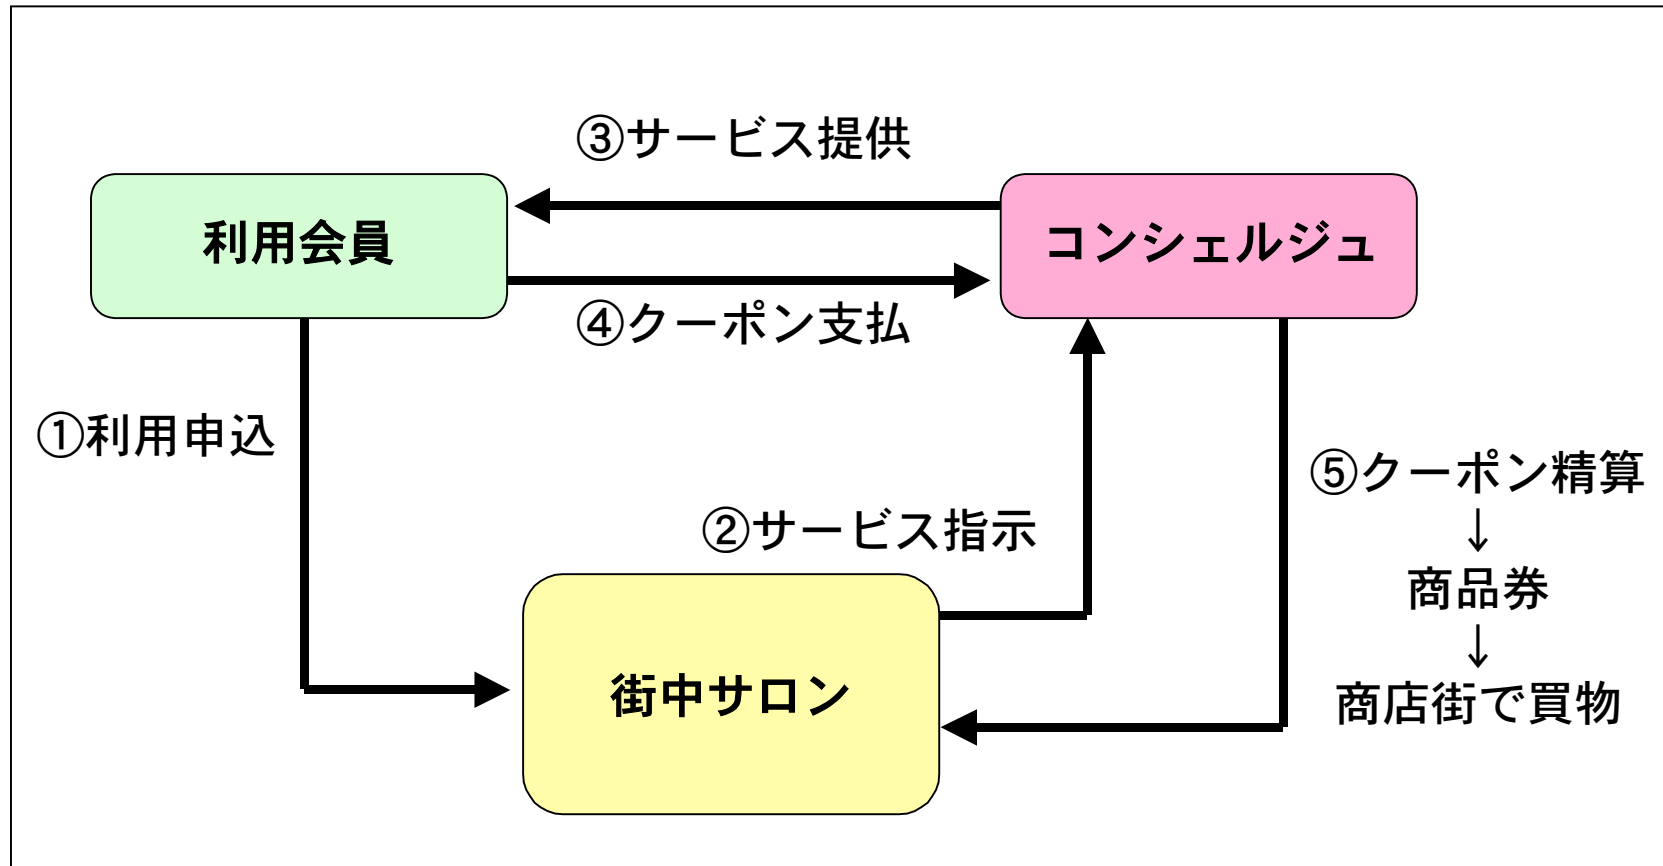 ③サービス提供
利用会員
コンシェルジュ
④クーポン支払
①利用申込
⑤クーポン精算
↓
商品券
↓
商店街で買物
②サービス指示
街中サロン